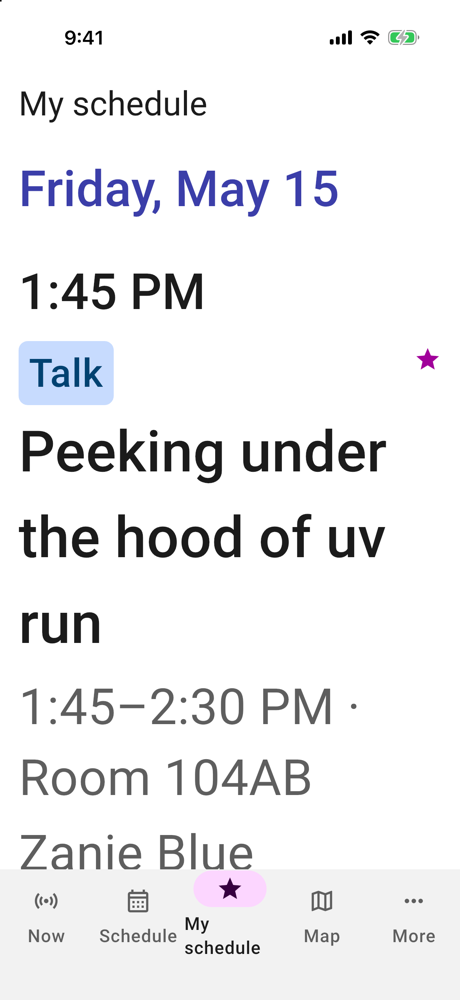 9:41
My schedule
Friday, May 15
1:45 PM
Talk
Peeking under
the hood of uv
run
1:45–2:30 PM ·
Room 104AB
Zanie Blue
Now
Schedule
My
schedule
Map
More